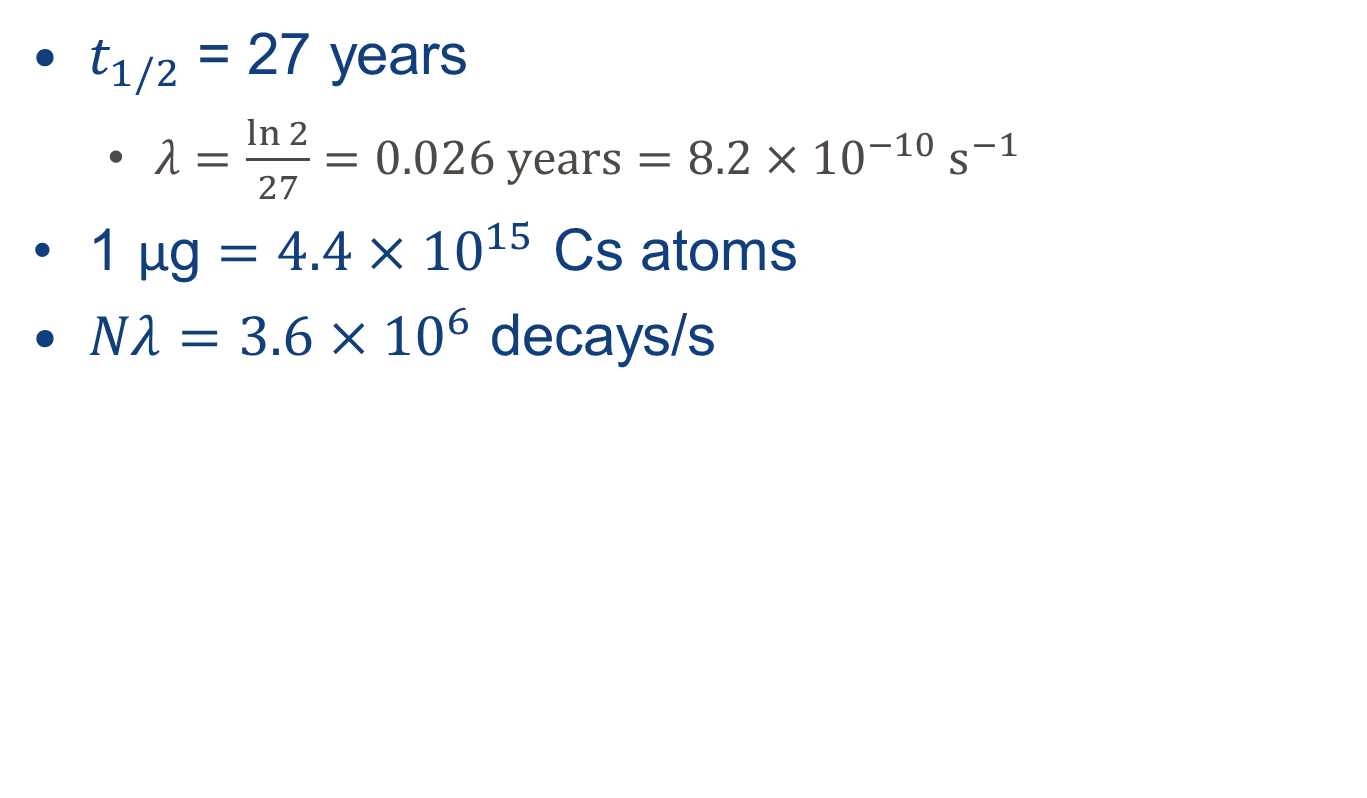 • t₁/₂ = 27 years
• λ = ln 2/27 = 0.026 years = 8.2 × 10⁻¹⁰ s⁻¹
• 1 µg = 4.4 × 10¹⁵ Cs atoms
• Nλ = 3.6 × 10⁶ decays/s